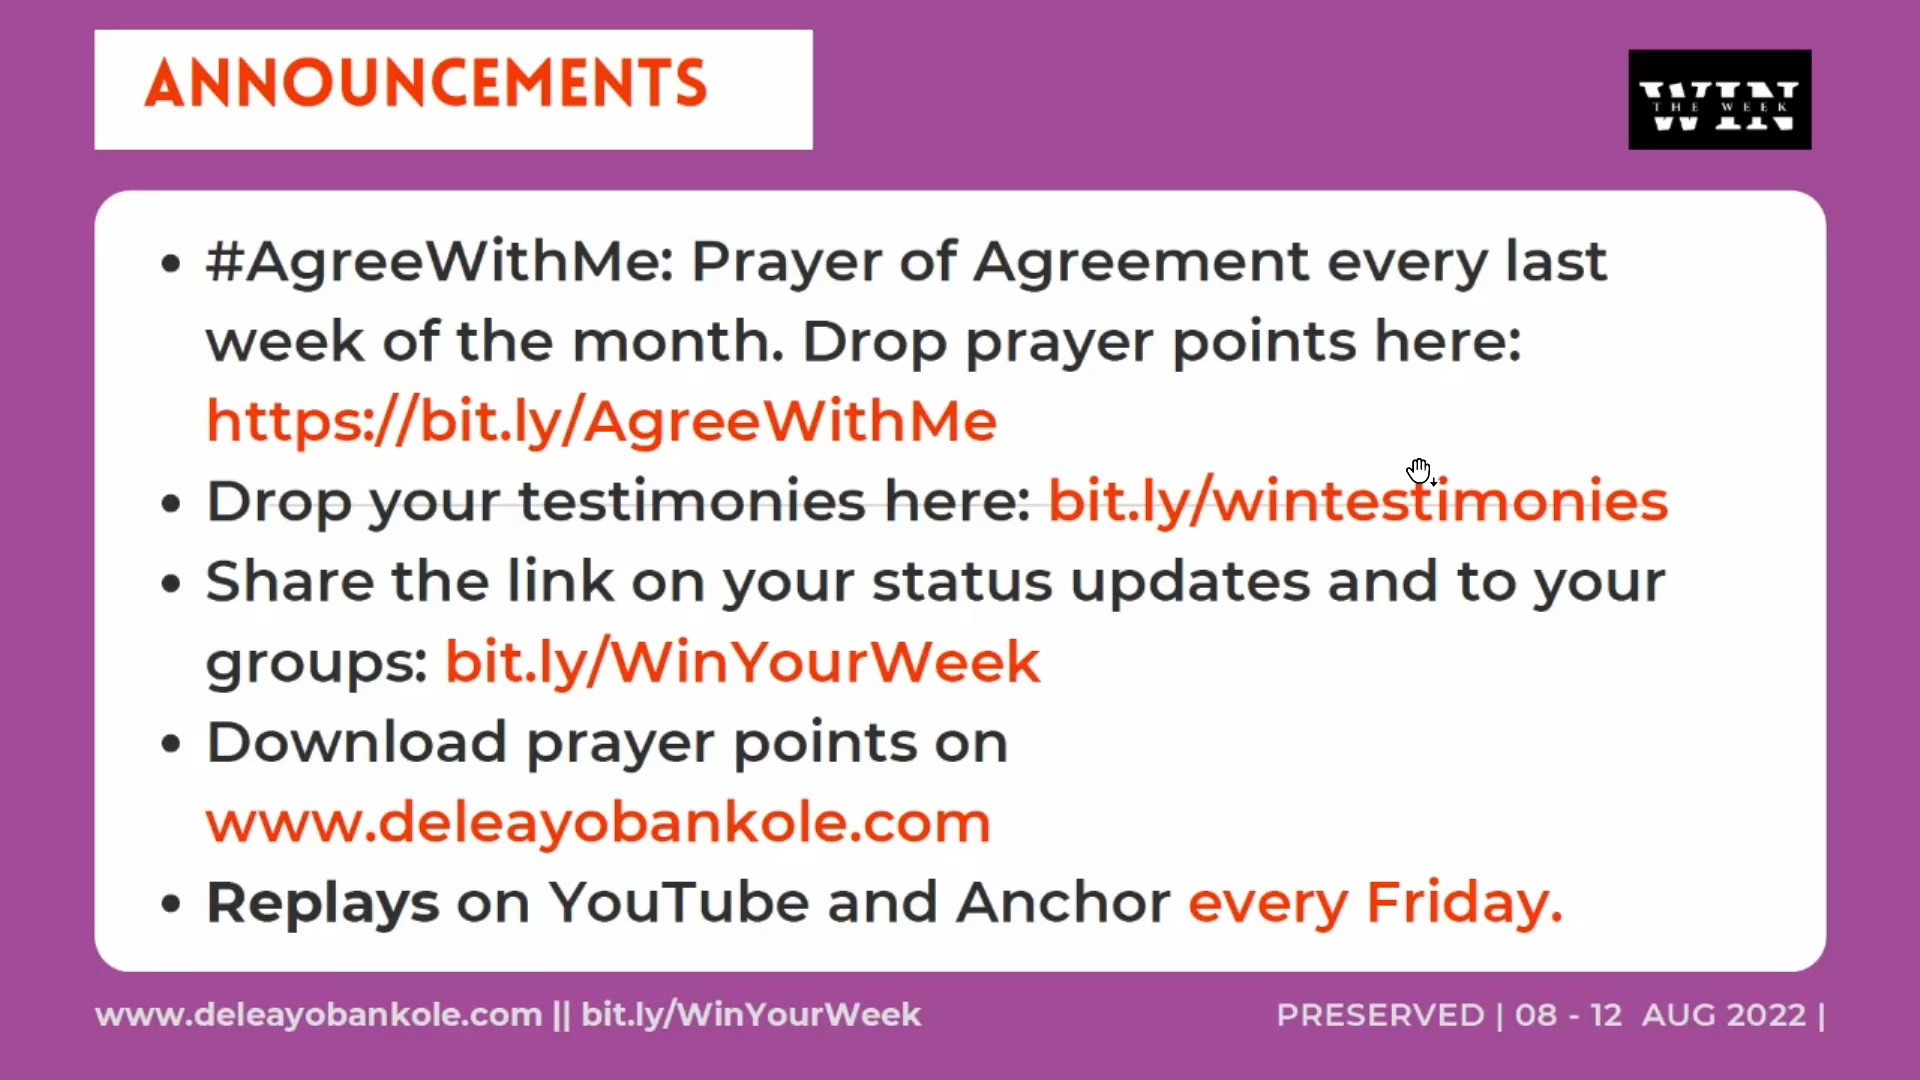 ANNOUNCEMENTS
WIN
THE WEEK
• #AgreeWithMe: Prayer of Agreement every last
week of the month. Drop prayer points here:
https://bit.ly/AgreeWithMe
• Drop your testimonies here: bit.ly/wintestimonies
• Share the link on your status updates and to your
groups: bit.ly/WinYourWeek
• Download prayer points on
www.deleayobankole.com
• Replays on YouTube and Anchor every Friday.
www.deleayobankole.com || bit.ly/WinYourWeek
PRESERVED | 08 - 12 AUG 2022 |